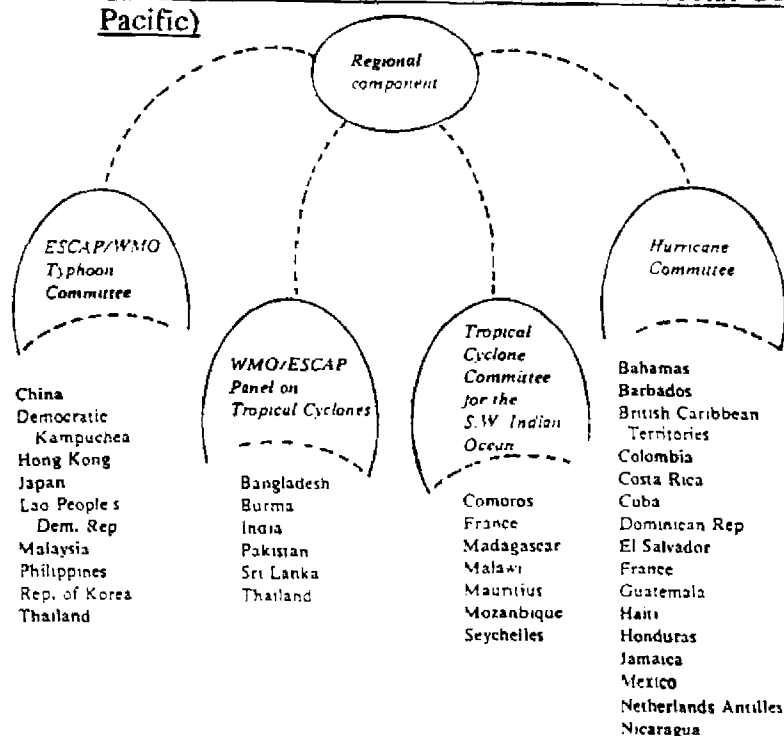 Pacific)
Regional
component
ESCAP/WMO
Typhoon
Committee
China
Democratic
Kampuchea
Hong Kong
Japan
Lao People's
Dem. Rep
Malaysia
Philippines
Rep. of Korea
Thailand
WMO/ESCAP
Panel on
Tropical Cyclones
Bangladesh
Burma
India
Pakistan
Sri Lanka
Thailand
Tropical
Cyclone
Committee
for the
S.W. Indian
Ocean
Comoros
France
Madagascar
Malawi
Mauritius
Mozambique
Seychelles
Hurricane
Committee
Bahamas
Barbados
British Caribbean
Territories
Colombia
Costa Rica
Cuba
Dominican Rep
El Salvador
France
Guatemala
Haiti
Honduras
Jamaica
Mexico
Netherlands Antilles
Nicaragua